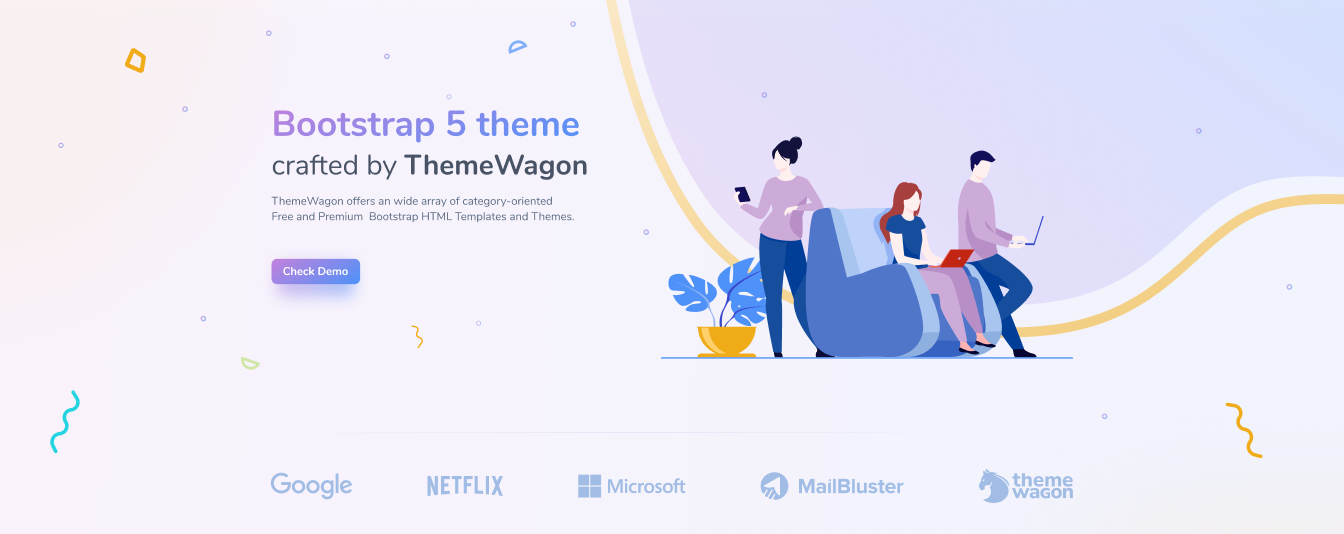 Bootstrap 5 theme
crafted by ThemeWagon
ThemeWagon offers an wide array of category-oriented
Free and Premium  Bootstrap HTML Templates and Themes.
Check Demo
Google
NETFLIX
Microsoft
MailBluster
theme
wagon